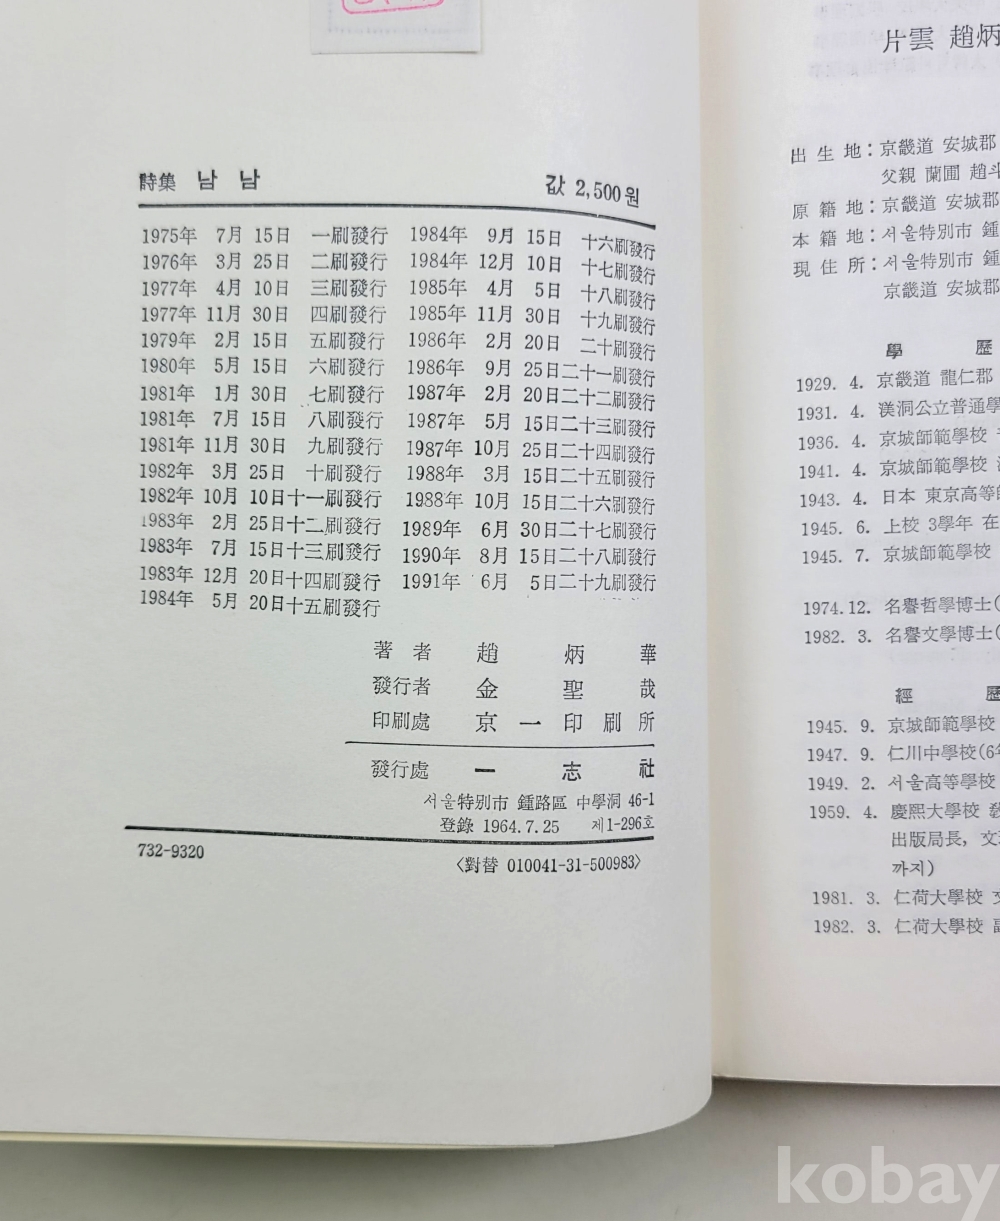 詩集 남남 값 2,500원
1975年 7月 15日 一刷發行
1976年 3月 25日 二刷發行
1977年 4月 10日 三刷發行
1977年 11月 30日 四刷發行
1979年 2月 15日 五刷發行
1980年 5月 15日 六刷發行
1981年 1月 30日 七刷發行
1981年 7月 15日 八刷發行
1981年 11月 30日 九刷發行
1982年 3月 25日 十刷發行
1982年 10月 10日十一刷發行
1983年 2月 25日十二刷發行
1983年 7月 15日十三刷發行
1983年 12月 20日十四刷發行
1984年 5月 20日十五刷發行
1984年 9月 15日 十六刷發行
1984年 12月 10日 十七刷發行
1985年 4月 5日 十八刷發行
1985年 11月 30日 十九刷發行
1986年 2月 20日 二十刷發行
1986年 9月 25日二十一刷發行
1987年 2月 20日二十二刷發行
1987年 5月 15日二十三刷發行
1987年 10月 25日二十四刷發行
1988年 3月 15日二十五刷發行
1988年 10月 15日二十六刷發行
1989年 6月 30日二十七刷發行
1990年 8月 15日二十八刷發行
1991年 6月 5日二十九刷發行
著者 趙炳華
發行者 金聖哉
印刷處 京一印刷所
發行處 一志社
서울特別市 鍾路區 中學洞 46-1
登錄 1964.7.25 제1-296호
732-9320 〈對替 010041-31-500983〉
片雲 趙炳
出生地: 京畿道 安城郡
父親 蘭圃 趙斗
原籍地: 京畿道 安城郡
本籍地: 서울特別市 鍾
現住所: 서울特別市 鍾
京畿道 安城郡
學歷
1929. 4. 京畿道 龍仁郡
1931. 4. 渼洞公立普通學
1936. 4. 京城師範學校
1941. 4. 京城師範學校
1943. 4. 日本 東京高等師
1945. 6. 上校 3學年 在
1945. 7. 京城師範學校
1974.12. 名譽哲學博士(
1982. 3. 名譽文學博士(
經歷
1945. 9. 京城師範學校
1947. 9. 仁川中學校(6年
1949. 2. 서울高等學校
1959. 4. 慶熙大學校 敎
出版局長, 文理
까지)
1981. 3. 仁荷大學校 文
1982. 3. 仁荷大學校 副
kobay